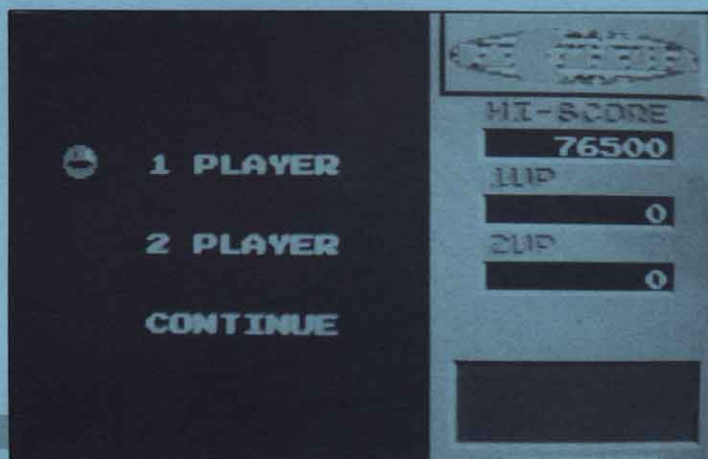 1 PLAYER
2 PLAYER
CONTINUE
HI-SCORE
76500
1UP
0
2UP
0